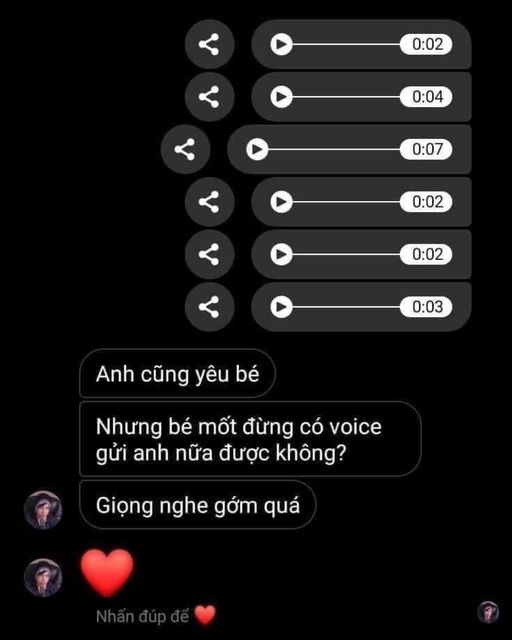 0:02
0:04
0:07
0:02
0:02
0:03
Anh cũng yêu bé
Nhưng bé mốt đừng có voice
gửi anh nữa được không?
Giọng nghe gớm quá
❤️
Nhấn đúp để ❤️